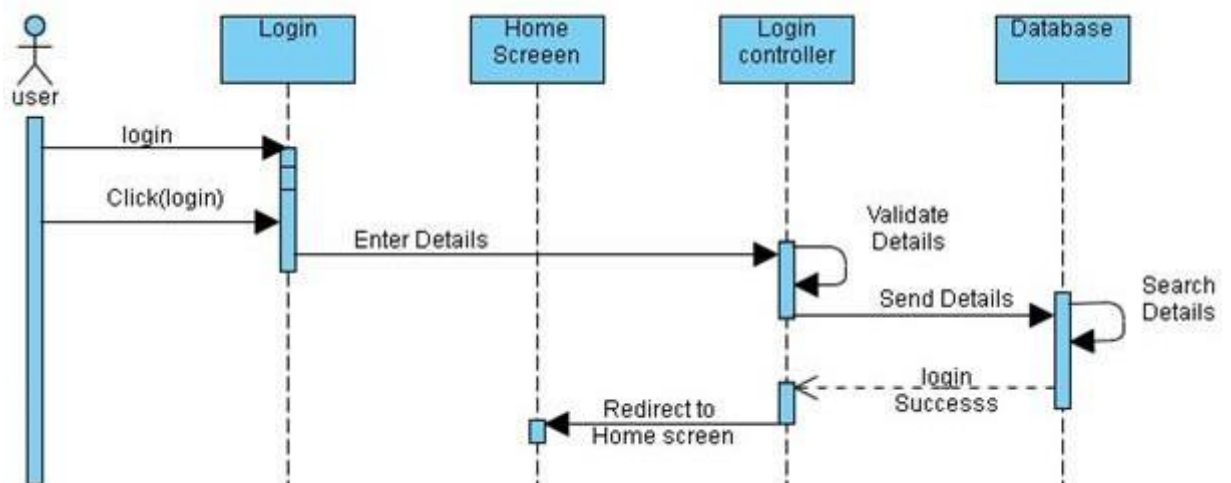 Login
Home
Screeen
Login
controller
Database
user
login
Click(login)
Enter Details
Validate
Details
Send Details
Search
Details
login
Successs
Redirect to
Home screen